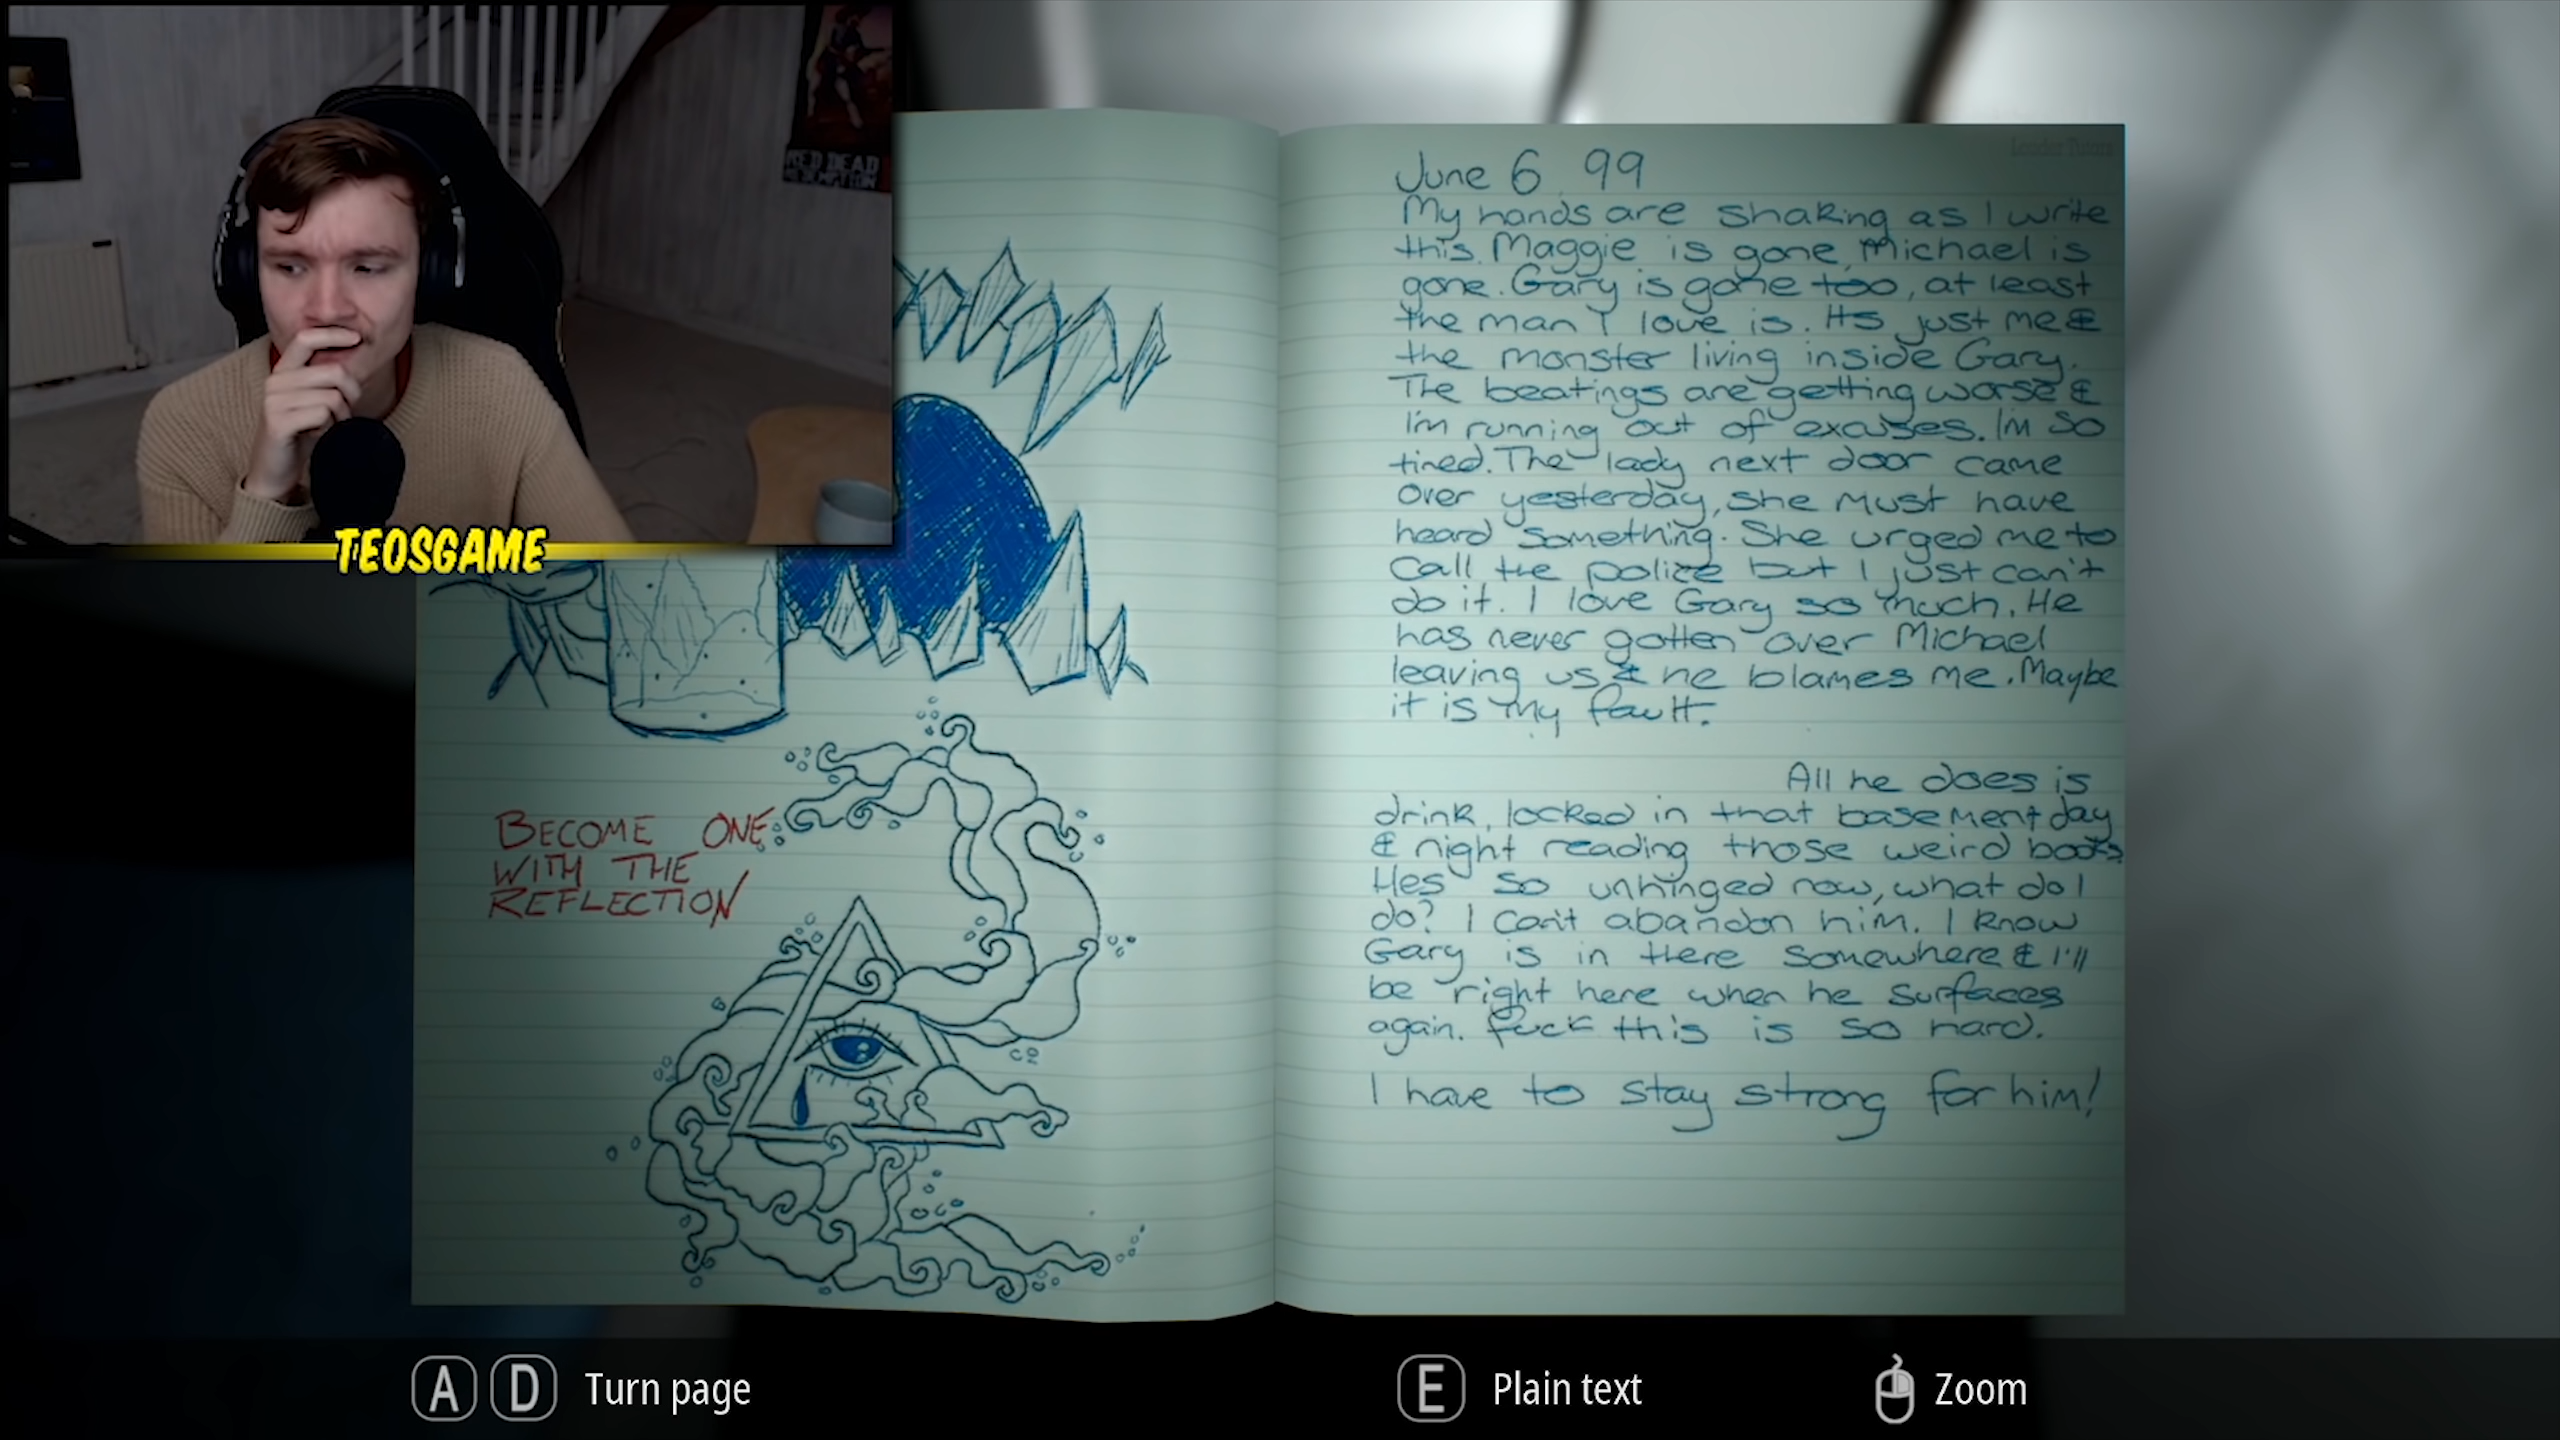 RED DEAD
REDEMPTION
TEOSGAME
BECOME ONE
WITH THE
REFLECTION
June 6 99
My hands are shaking as I write
this. Maggie is gone, Michael is
gone. Gary is gone too, at least
the man I love is. Its just me &
the monster living inside Gary.
The beatings are getting worse &
I'm running out of excuses. I'm so
tired. The lady next door came
over yesterday, she must have
heard something. She urged me to
call the police but I just can't
do it. I love Gary so much. He
has never gotten over Michael
leaving us & he blames me. Maybe
it is my fault.
All he does is
drink, locked in that basement day
& night reading those weird books
Hes so unhinged now, what do I
do? I can't abandon him. I know
Gary is in there somewhere & I'll
be right here when he surfaces
again. fuck this is so hard.
I have to stay strong for him!
A D Turn page
E Plain text
Zoom